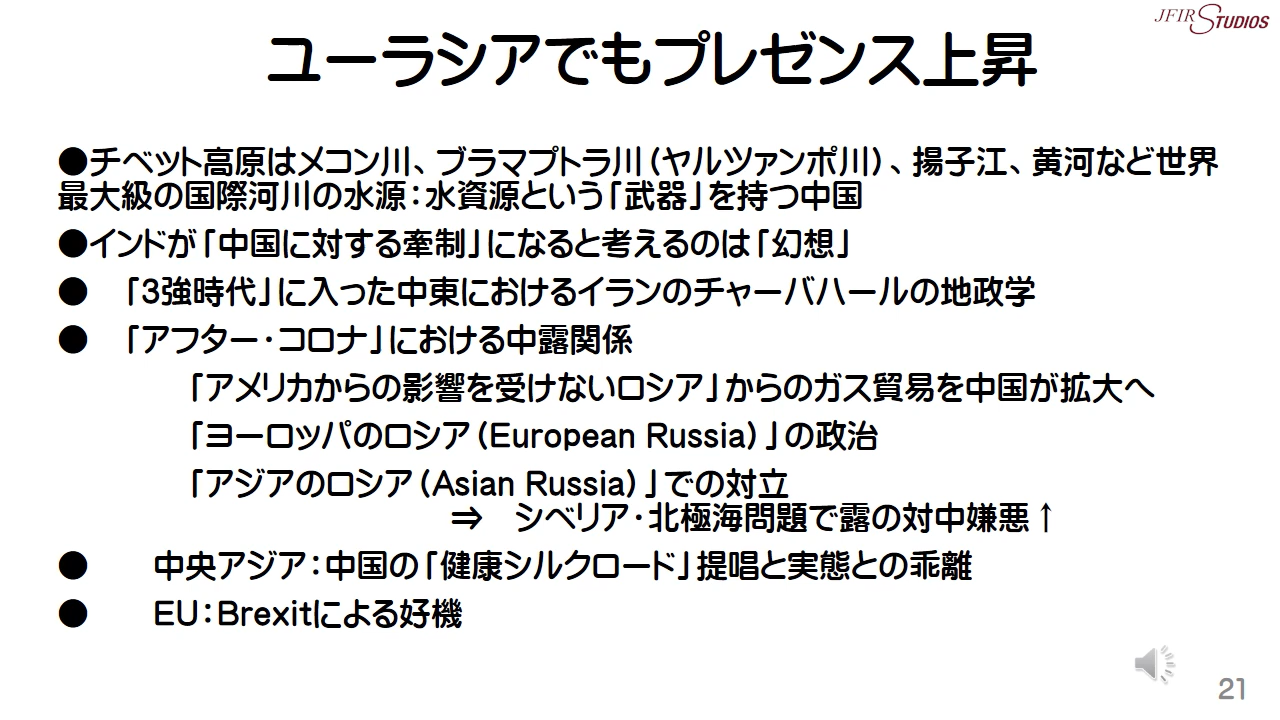 JFIR STUDIOS
ユーラシアでもプレゼンス上昇
●チベット高原はメコン川、ブラマプトラ川（ヤルツァンポ川）、揚子江、黄河など世界
最大級の国際河川の水源：水資源という「武器」を持つ中国
●インドが「中国に対する牽制」になると考えるのは「幻想」
●　「3強時代」に入った中東におけるイランのチャーバハールの地政学
●　「アフター・コロナ」における中露関係
「アメリカからの影響を受けないロシア」からのガス貿易を中国が拡大へ
「ヨーロッパのロシア（European Russia）」の政治
「アジアのロシア（Asian Russia）」での対立
⇒　シベリア・北極海問題で露の対中嫌悪↑
●　　中央アジア：中国の「健康シルクロード」提唱と実態との乖離
●　　EU：Brexitによる好機
21